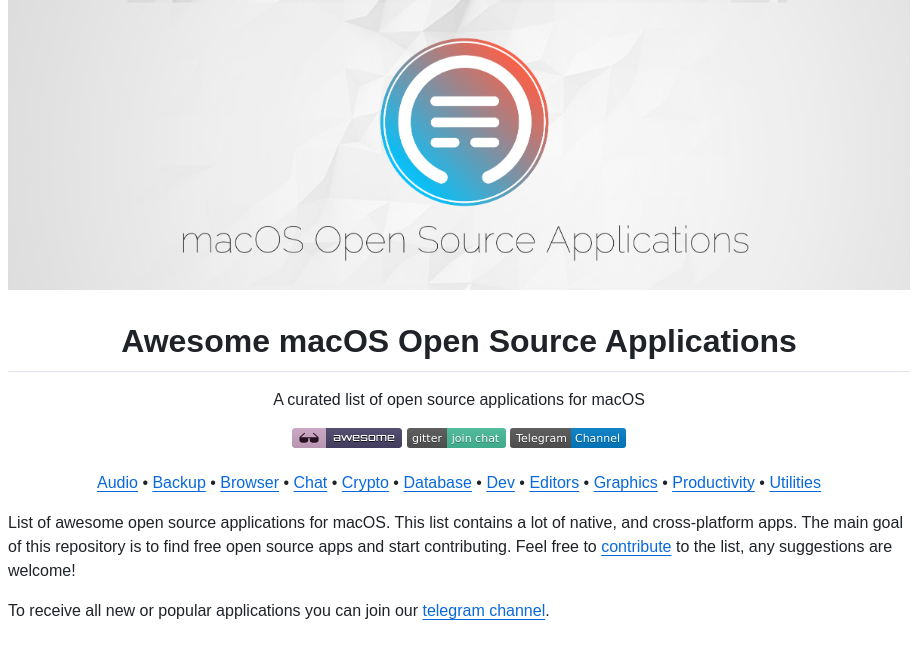 macOS Open Source Applications
Awesome macOS Open Source Applications
A curated list of open source applications for macOS
awesome gitter join chat Telegram Channel
Audio • Backup • Browser • Chat • Crypto • Database • Dev • Editors • Graphics • Productivity • Utilities
List of awesome open source applications for macOS. This list contains a lot of native, and cross-platform apps. The main goal
of this repository is to find free open source apps and start contributing. Feel free to contribute to the list, any suggestions are
welcome!
To receive all new or popular applications you can join our telegram channel.